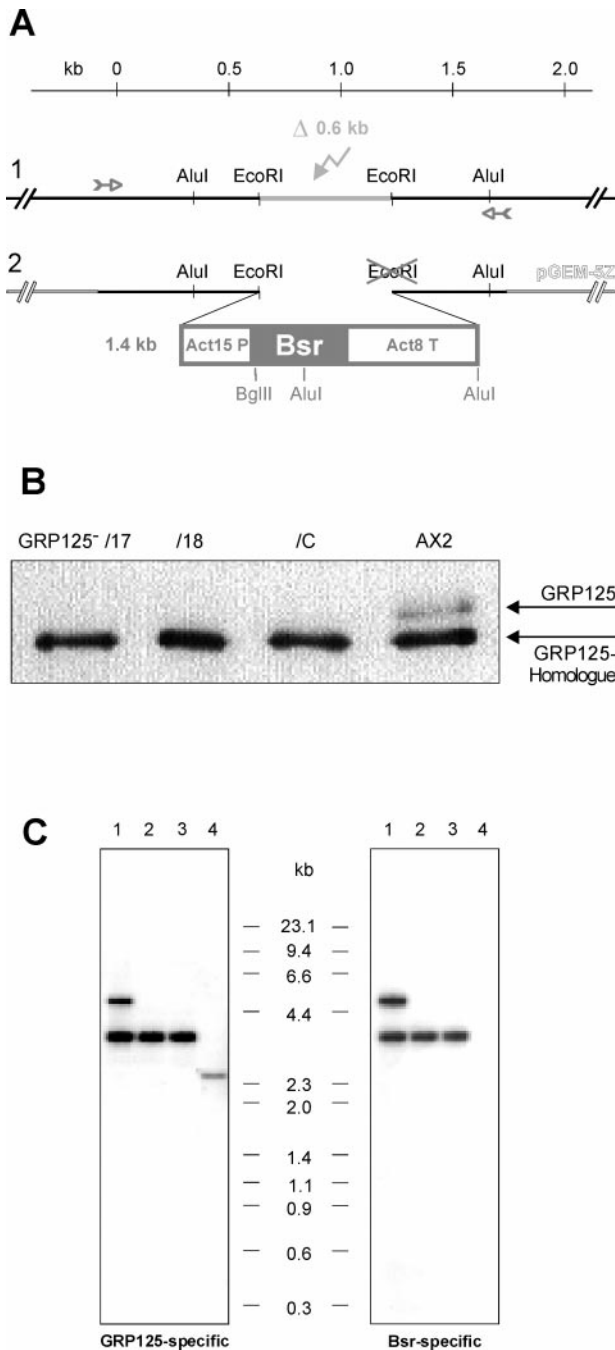 A
kb 0 0.5 1.0 1.5 2.0
Δ 0.6 kb
1
AluI EcoRI EcoRI AluI
2
AluI EcoRI EcoRI AluI pGEM-5Z
1.4 kb Act15 P Bsr Act8 T
BglII AluI AluI
B
GRP125⁻ /17 /18 /C AX2
GRP125
GRP125-
Homologue
C
1 2 3 4 1 2 3 4
kb
23.1
9.4
6.6
4.4
2.3
2.0
1.4
1.1
0.9
0.6
0.3
GRP125-specific Bsr-specific